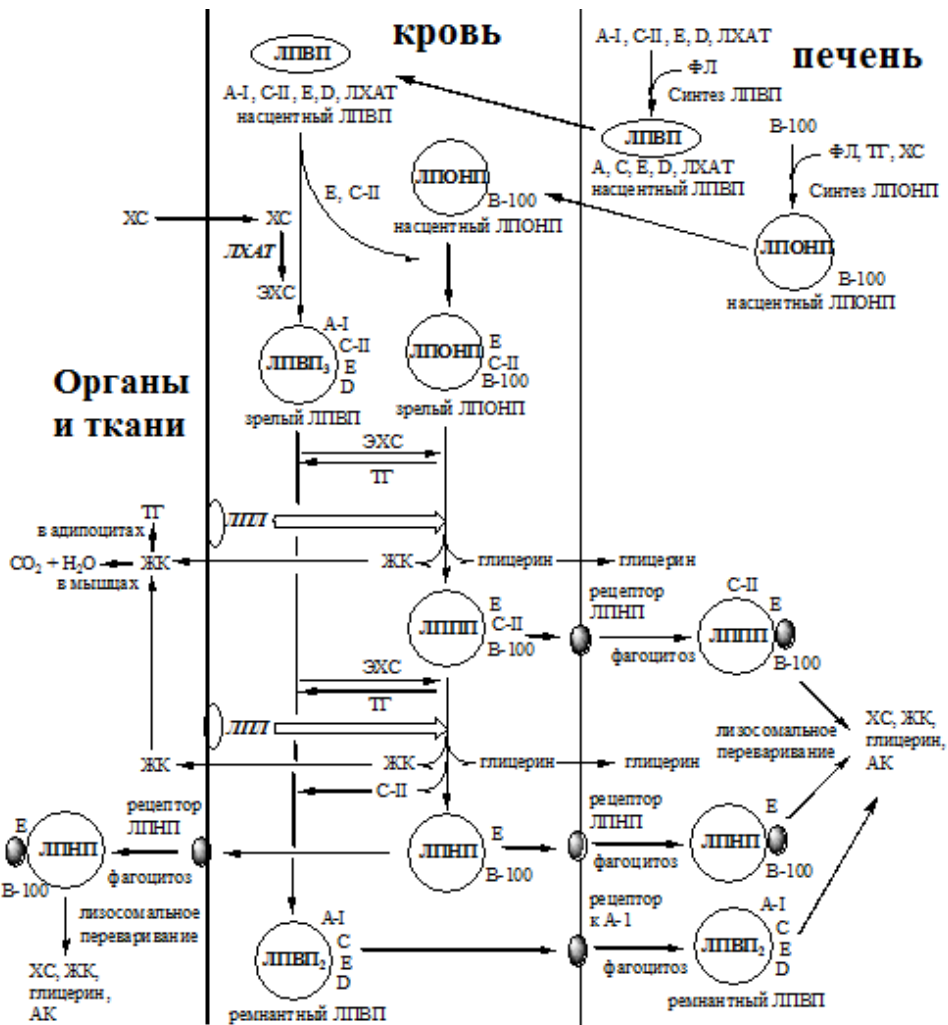 кровь
печень
Органы
и ткани
ЛПВП
A-I, C-II, E, D, ЛХАТ
насцентный ЛПВП
A-I, C-II, E, D, ЛХАТ
ФЛ
Синтез ЛПВП
ЛПВП
A, C, E, D, ЛХАТ
насцентный ЛПВП
B-100
ФЛ, ТГ, ХС
Синтез ЛПОНП
ЛПОНП
B-100
насцентный ЛПОНП
E, C-II
ЛПОНП
B-100
насцентный ЛПОНП
ХС
ХС
ЛХАТ
ЭХС
ЛПВП3
A-I
C-II
E
D
зрелый ЛПВП
ЛПОНП
E
C-II
B-100
зрелый ЛПОНП
ЭХС
ТГ
ТГ
в адипоцитах
CO2 + H2O
ЖК
в мышцах
ЛПЛ
ЖК
глицерин
глицерин
ЛППП
E
C-II
B-100
рецептор
ЛПНП
фагоцитоз
C-II
ЛППП
E
B-100
ЭХС
ТГ
ЛПЛ
ЖК
ЖК
глицерин
глицерин
C-II
лизосомальное
переваривание
ХС, ЖК,
глицерин,
АК
E
ЛПНП
B-100
рецептор
ЛПНП
фагоцитоз
ЛПНП
E
B-100
рецептор
ЛПНП
фагоцитоз
ЛПНП
E
B-100
лизосомальное
переваривание
ХС, ЖК,
глицерин,
АК
ЛПВП2
A-I
C
E
D
ремнантный ЛПВП
рецептор
к А-1
фагоцитоз
ЛПВП2
A-I
C
E
D
ремнантный ЛПВП